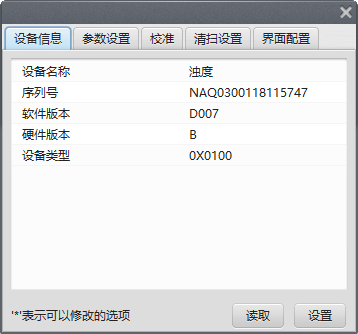 设备信息 参数设置 校准 清扫设置 界面配置
设备名称 浊度
序列号 NAQ0300118115747
软件版本 D007
硬件版本 B
设备类型 0X0100
'*'表示可以修改的选项 读取 设置